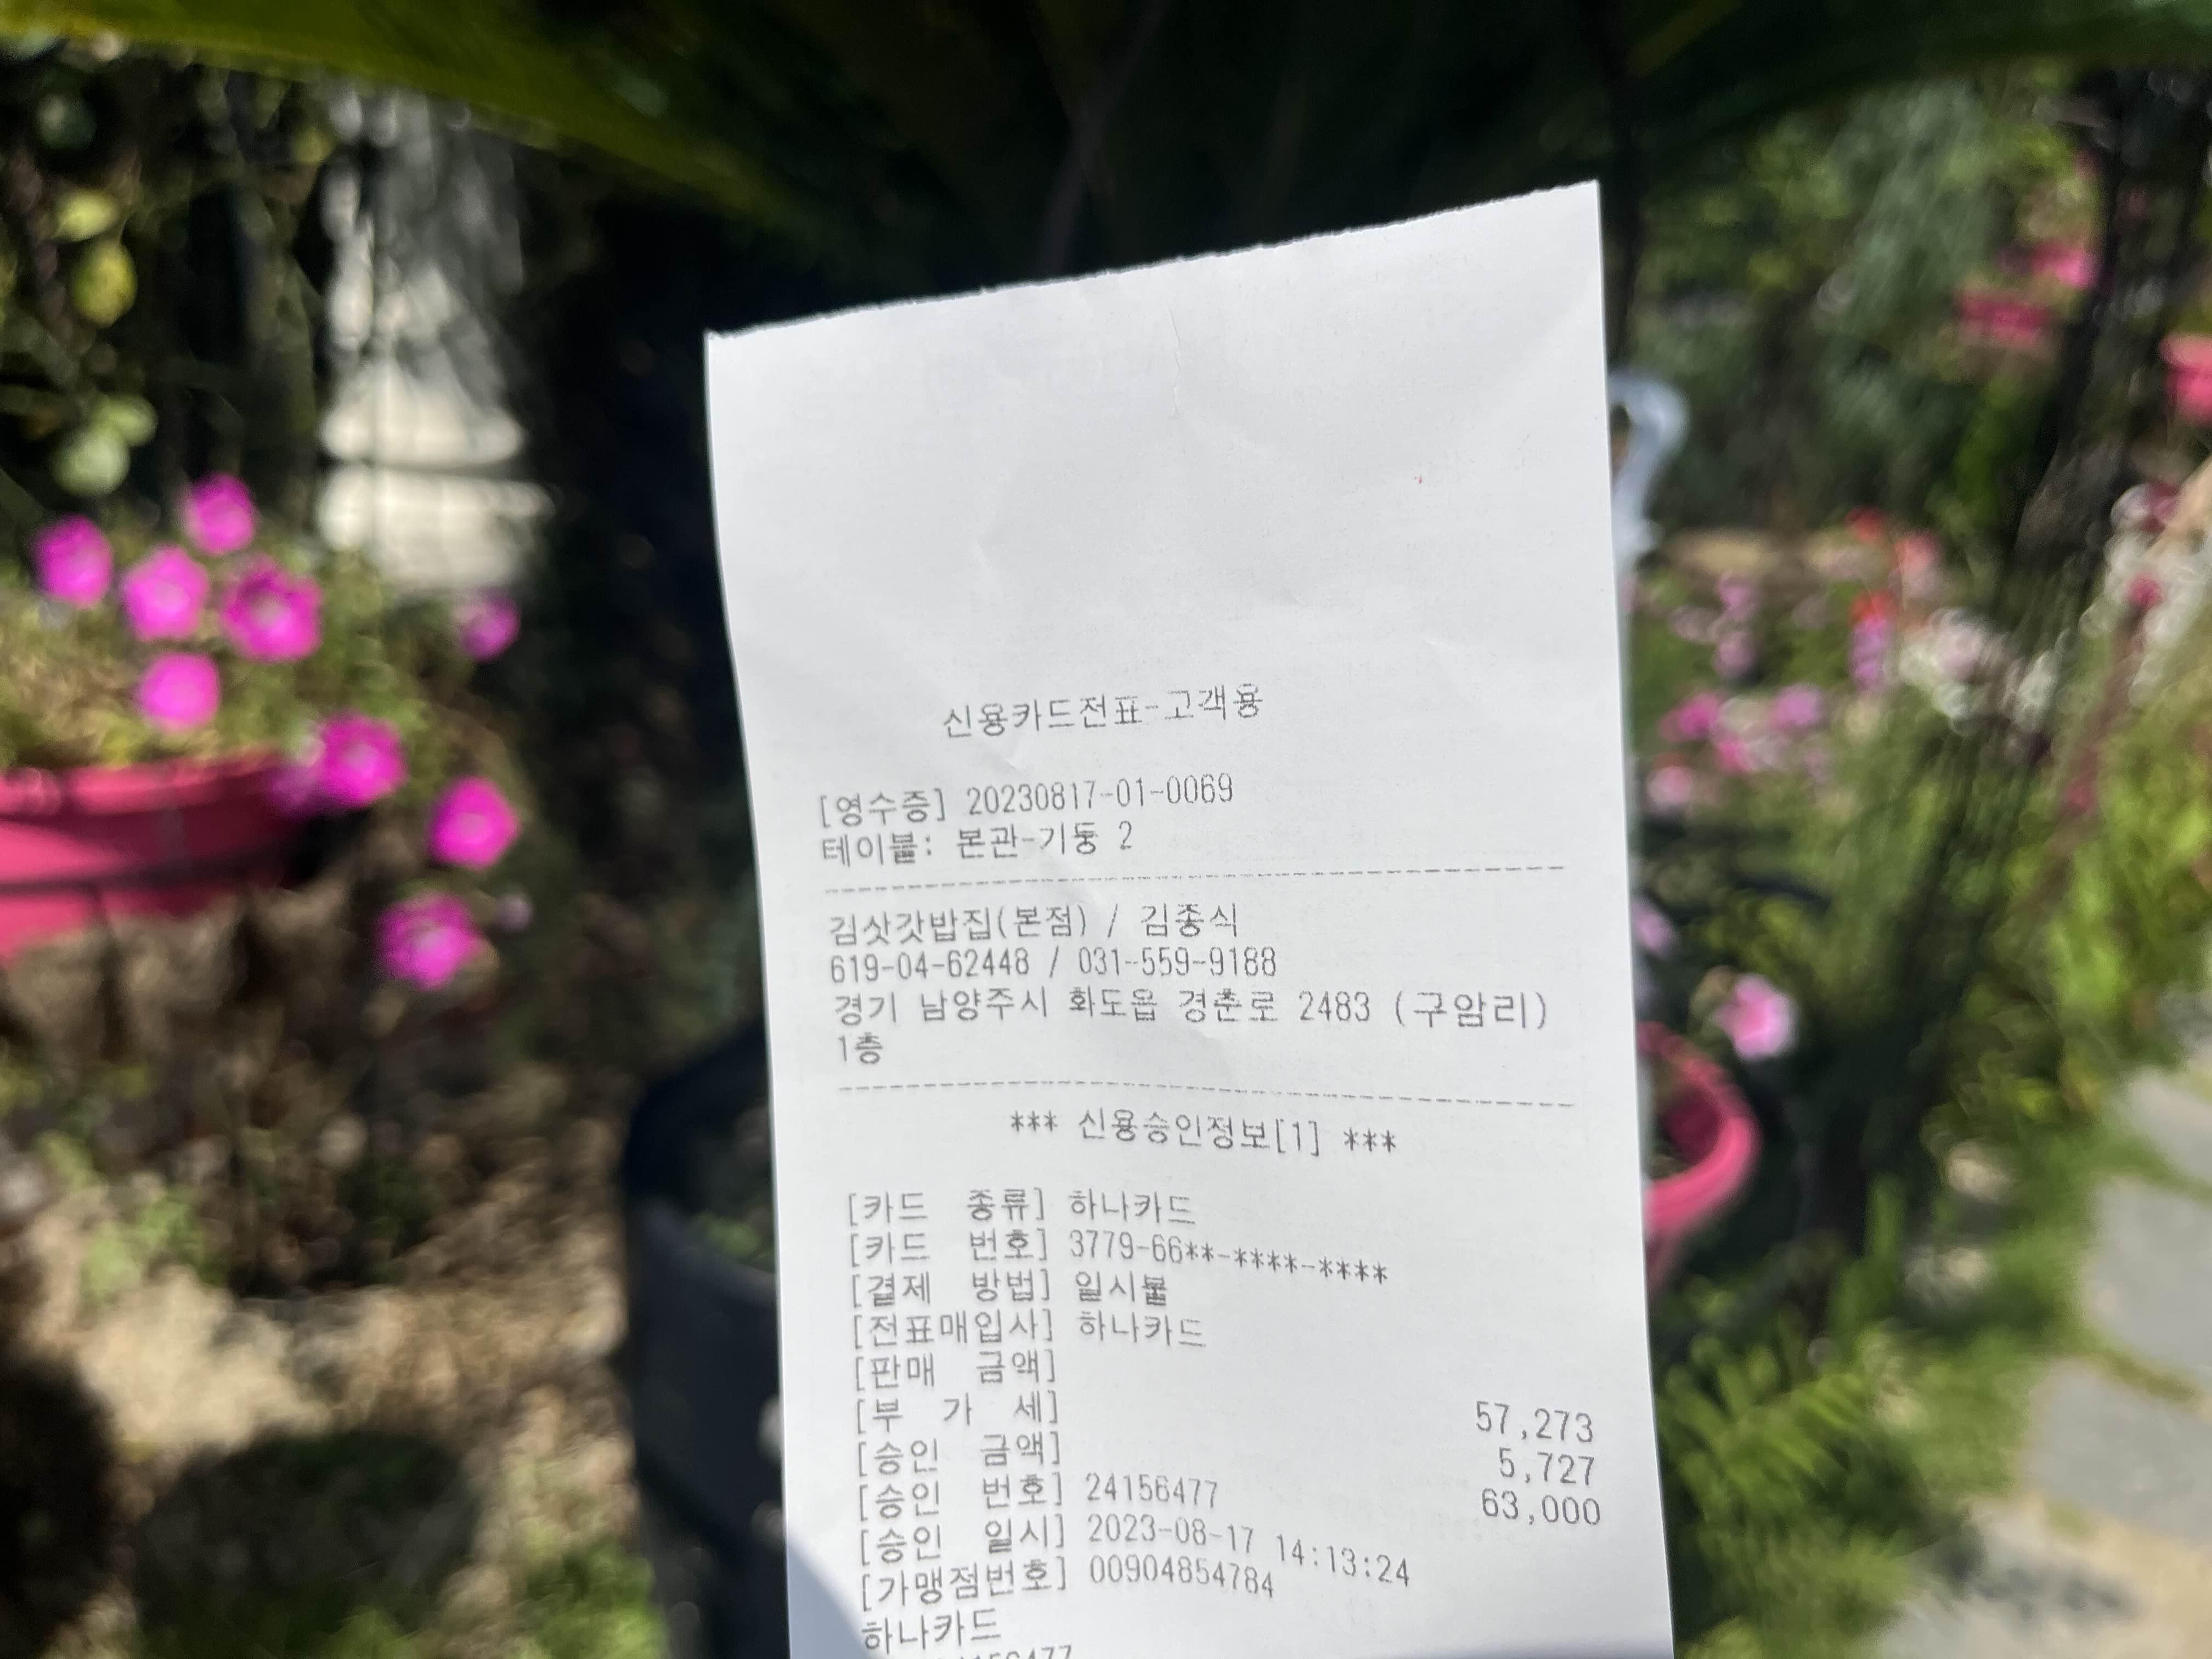 신용카드전표-고객용
[영수증] 20230817-01-0069
테이블: 본관-기둥 2
김삿갓밥집(본점) / 김종식
619-04-62448 / 031-559-9188
경기 남양주시 화도읍 경춘로 2483 (구암리)
1층
*** 신용승인정보[1] ***
[카드 종류] 하나카드
[카드 번호] 3779-66**-****-****
[결제 방법] 일시불
[전표매입사] 하나카드
[판매 금액] 57,273
[부 가 세] 5,727
[승인 금액] 63,000
[승인 번호] 24156477
[승인 일시] 2023-08-17 14:13:24
[가맹점번호] 00904854784
하나카드